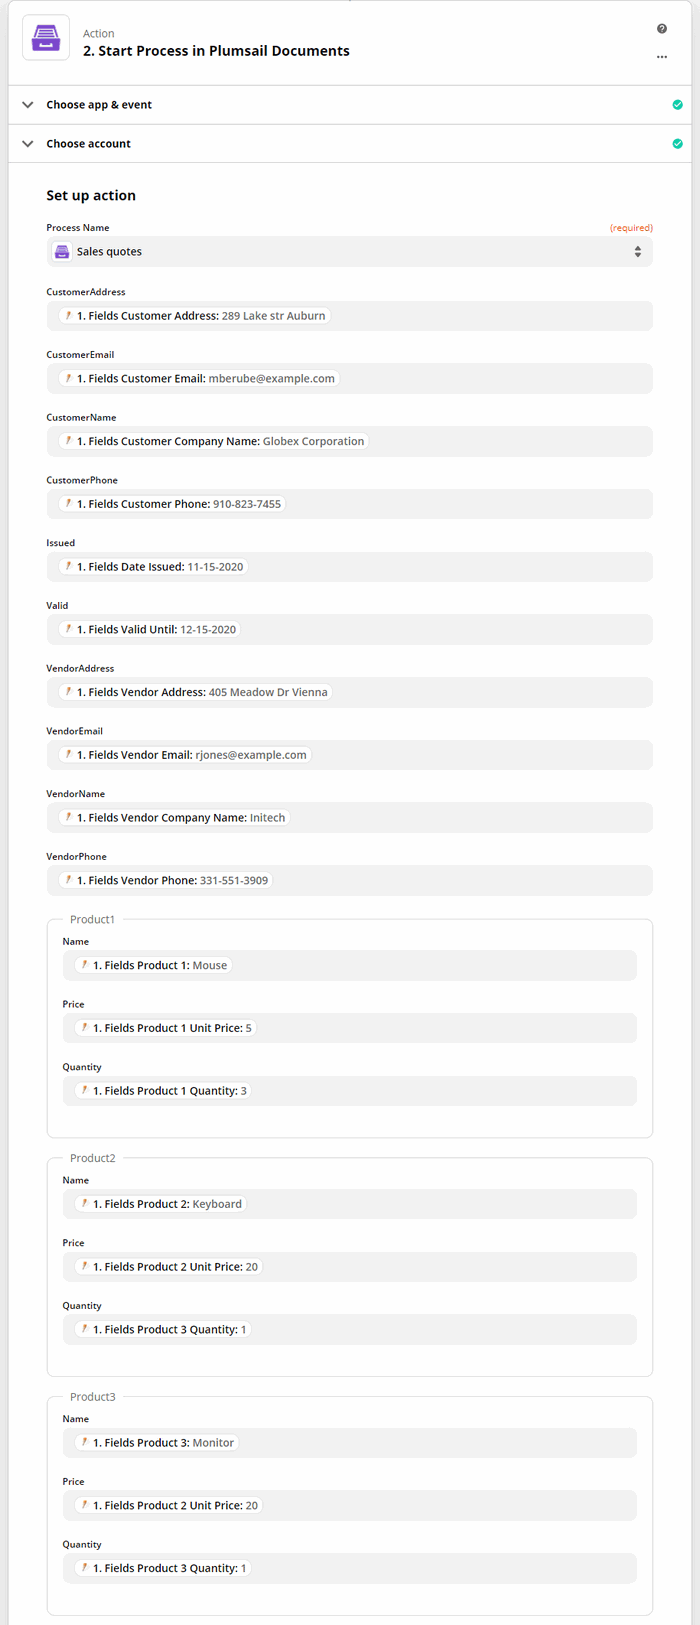 Action
2. Start Process in Plumsail Documents
Choose app & event
Choose account
Set up action
Process Name (required)
Sales quotes
CustomerAddress
1. Fields Customer Address: 289 Lake str Auburn
CustomerEmail
1. Fields Customer Email: mberube@example.com
CustomerName
1. Fields Customer Company Name: Globex Corporation
CustomerPhone
1. Fields Customer Phone: 910-823-7455
Issued
1. Fields Date Issued: 11-15-2020
Valid
1. Fields Valid Until: 12-15-2020
VendorAddress
1. Fields Vendor Address: 405 Meadow Dr Vienna
VendorEmail
1. Fields Vendor Email: rjones@example.com
VendorName
1. Fields Vendor Company Name: Initech
VendorPhone
1. Fields Vendor Phone: 331-551-3909
Product1
Name
1. Fields Product 1: Mouse
Price
1. Fields Product 1 Unit Price: 5
Quantity
1. Fields Product 1 Quantity: 3
Product2
Name
1. Fields Product 2: Keyboard
Price
1. Fields Product 2 Unit Price: 20
Quantity
1. Fields Product 3 Quantity: 1
Product3
Name
1. Fields Product 3: Monitor
Price
1. Fields Product 2 Unit Price: 20
Quantity
1. Fields Product 3 Quantity: 1